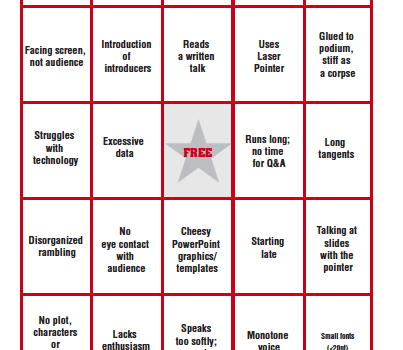 Facing screen,
not audience
Introduction
of
introducers
Reads
a written
talk
Uses
Laser
Pointer
Glued to
podium,
stiff as
a corpse
Struggles
with
technology
Excessive
data
FREE
Runs long;
no time
for Q&A
Long
tangents
Disorganized
rambling
No
eye contact
with
audience
Cheesy
PowerPoint
graphics/
templates
Starting
late
Talking at
slides
with the
pointer
No plot,
characters
or
Lacks
enthusiasm
Speaks
too softly;
Monotone
voice
Small fonts